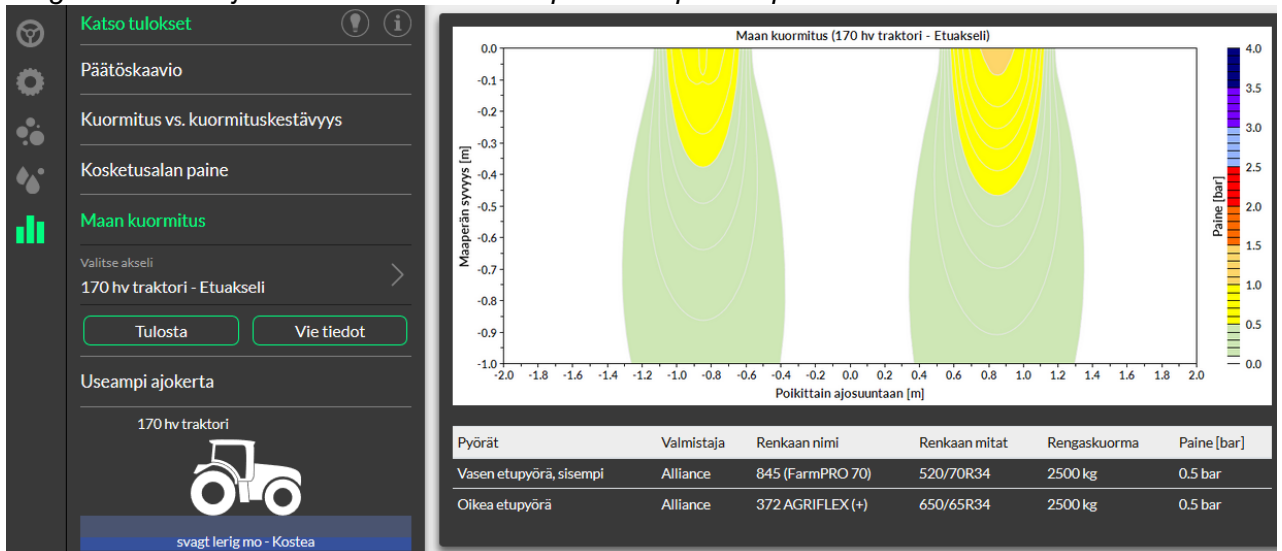 Katso tulokset
Päätöskaavio
Kuormitus vs. kuormituskestävyys
Kosketusalan paine
Maan kuormitus
Valitse akseli
170 hv traktori - Etuakseli
Tulosta Vie tiedot
Useampi ajokerta
170 hv traktori
svagt lerig mo - Kostea
Maan kuormitus (170 hv traktori - Etuakseli)
Maaperän syvyys [m]
0.0
-0.1
-0.2
-0.3
-0.4
-0.5
-0.6
-0.7
-0.8
-0.9
-1.0
-2.0 -1.8 -1.6 -1.4 -1.2 -1.0 -0.8 -0.6 -0.4 -0.2 0.0 0.2 0.4 0.6 0.8 1.0 1.2 1.4 1.6 1.8 2.0
Poikittain ajosuuntaan [m]
Paine [bar]
4.0
3.5
3.0
2.5
2.0
1.5
1.0
0.5
0.0
Pyörät Valmistaja Renkaan nimi Renkaan mitat Rengaskuorma Paine [bar]
Vasen etupyörä, sisempi Alliance 845 (FarmPRO 70) 520/70R34 2500 kg 0.5 bar
Oikea etupyörä Alliance 372 AGRIFLEX (+) 650/65R34 2500 kg 0.5 bar